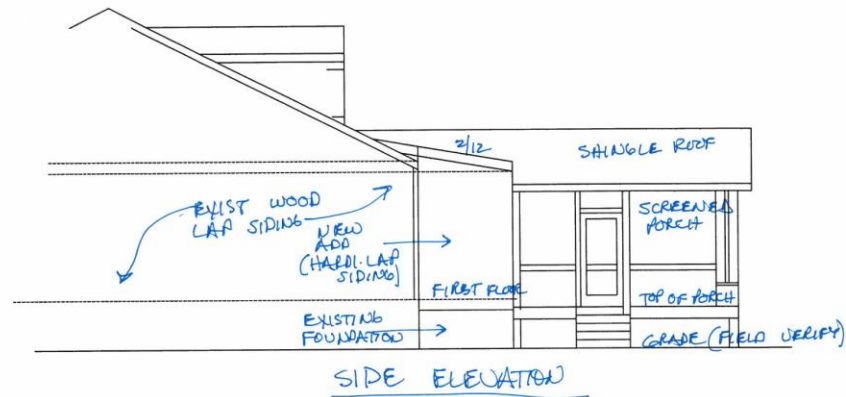 2/12
SHINGLE ROOF
EXIST WOOD
LAP SIDING
SCREENED
PORCH
NEW
ADD
(HARDI-LAP
SIDING)
FIRST FLOOR
TOP OF PORCH
EXISTING
FOUNDATION
GRADE (FIELD VERIFY)
SIDE ELEVATION